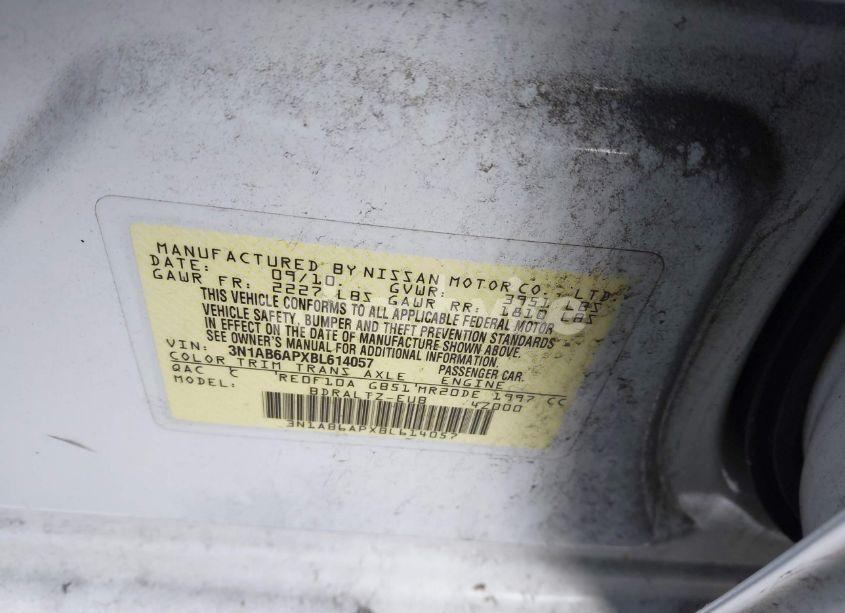 MANUFACTURED BY NISSAN MOTOR CO., LTD.
DATE: 09/10. GVWR: 3951 LBS
GAWR FR: 2227 LBS GAWR RR: 1810 LBS
THIS VEHICLE CONFORMS TO ALL APPLICABLE FEDERAL MOTOR
VEHICLE SAFETY, BUMPER AND THEFT PREVENTION STANDARDS
IN EFFECT ON THE DATE OF MANUFACTURE SHOWN ABOVE.
SEE OWNER'S MANUAL FOR ADDITIONAL INFORMATION.
VIN: 3N1AB6APXBL614057 PASSENGER CAR.
COLOR TRIM TRANS AXLE ENGINE
QAC C RE0F10A GB51 MR20DE 1997 CC
MODEL: BDRALTZ-EUB 4Z000
3N1AB6APXBL614057